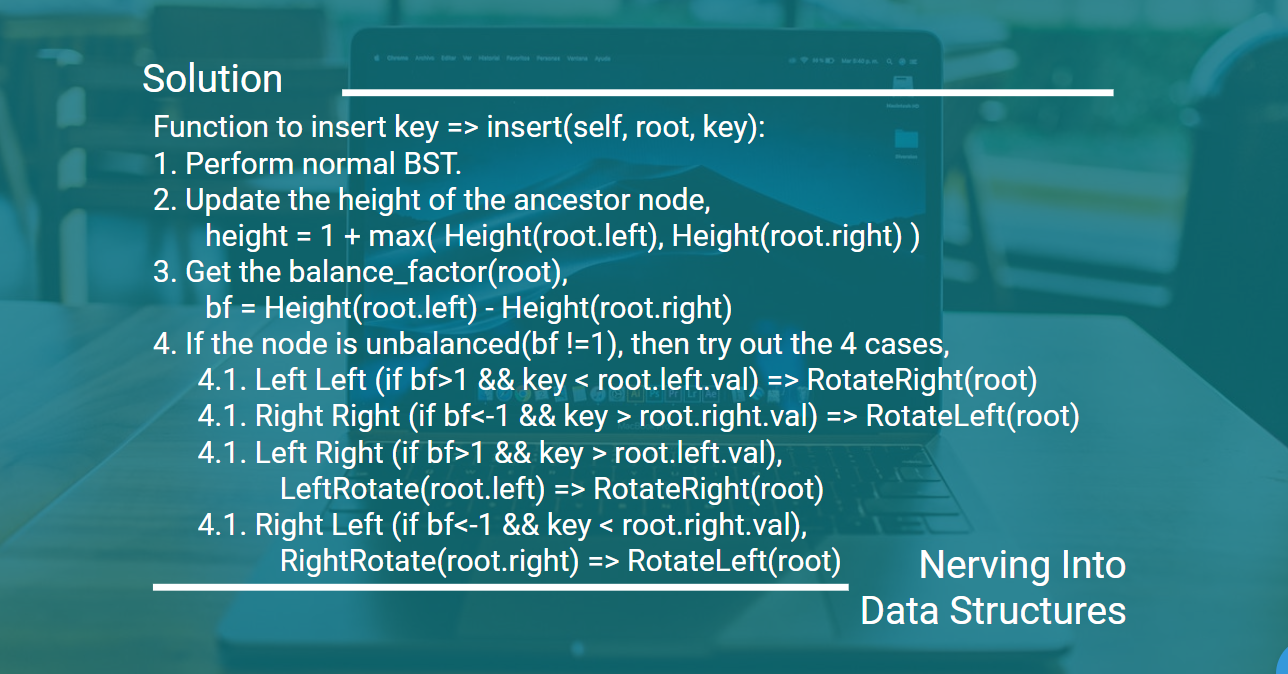 Solution
Function to insert key => insert(self, root, key):
1. Perform normal BST.
2. Update the height of the ancestor node,
height = 1 + max( Height(root.left), Height(root.right) )
3. Get the balance_factor(root),
bf = Height(root.left) - Height(root.right)
4. If the node is unbalanced(bf !=1), then try out the 4 cases,
4.1. Left Left (if bf>1 && key < root.left.val) => RotateRight(root)
4.1. Right Right (if bf<-1 && key > root.right.val) => RotateLeft(root)
4.1. Left Right (if bf>1 && key > root.left.val),
LeftRotate(root.left) => RotateRight(root)
4.1. Right Left (if bf<-1 && key < root.right.val),
RightRotate(root.right) => RotateLeft(root)
Nerving Into
Data Structures